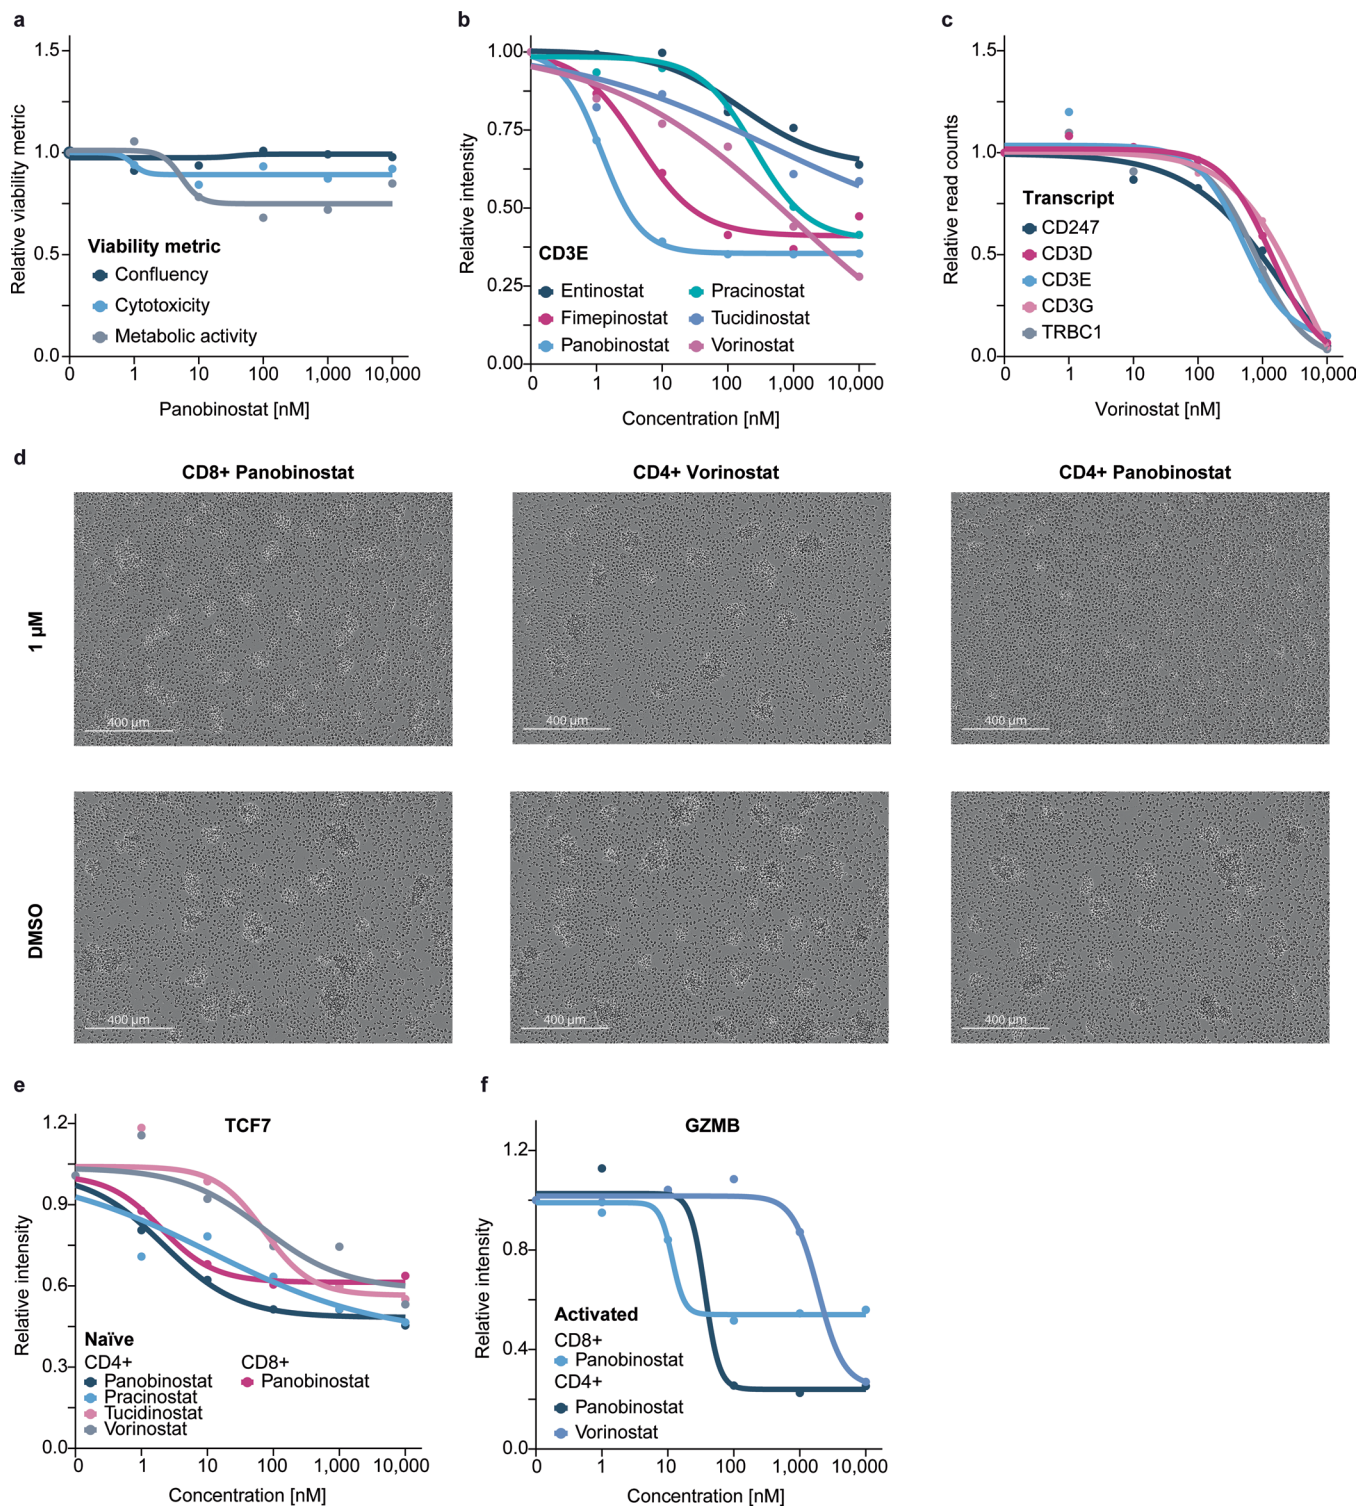 a
1.5
1.0
0.5
0.0
Relative viability metric
Viability metric
Confluency
Cytotoxicity
Metabolic activity
0 1 10 100 1,000 10,000
Panobinostat [nM]
b
1.00
0.75
0.50
0.25
0.00
Relative intensity
CD3E
Entinostat Pracinostat
Fimepinostat Tucidinostat
Panobinostat Vorinostat
0 1 10 100 1,000 10,000
Concentration [nM]
c
1.5
1.0
0.5
0.0
Relative read counts
Transcript
CD247
CD3D
CD3E
CD3G
TRBC1
0 1 10 100 1,000 10,000
Vorinostat [nM]
d
CD8+ Panobinostat CD4+ Vorinostat CD4+ Panobinostat
1 µM
400 µm 400 µm 400 µm
DMSO
400 µm 400 µm 400 µm
e
TCF7
1.2
0.9
0.6
0.3
0.0
Relative intensity
Naïve
CD4+ CD8+
Panobinostat Panobinostat
Pracinostat
Tucidinostat
Vorinostat
0 1 10 100 1,000 10,000
Concentration [nM]
f
GZMB
1.2
0.8
0.4
0.0
Relative intensity
Activated
CD8+
Panobinostat
CD4+
Panobinostat
Vorinostat
0 1 10 100 1,000 10,000
Concentration [nM]